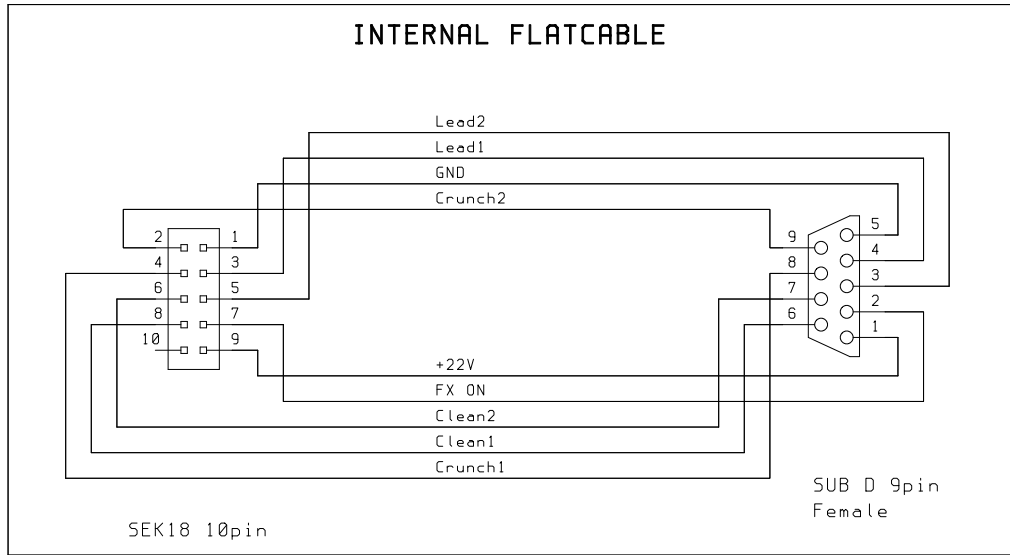 INTERNAL FLATCABLE
Lead2
Lead1
GND
Crunch2
2 1
4 3
6 5
8 7
10 9
9 5
8 4
7 3
6 2
1
+22V
FX ON
Clean2
Clean1
Crunch1
SEK18 10pin
SUB D 9pin
Female